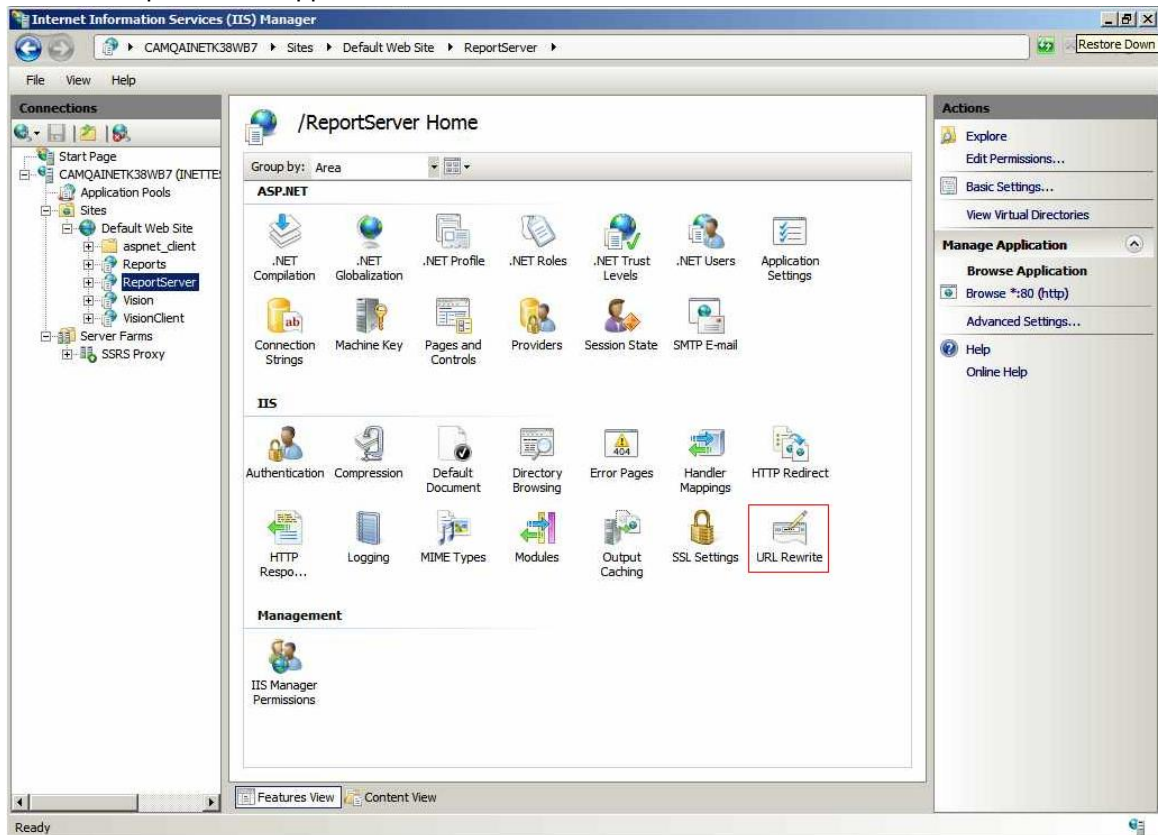 Internet Information Services (IIS) Manager
CAMQAINETK38WB7 Sites Default Web Site ReportServer
Restore Down
File View Help
Connections
Start Page
CAMQAINETK38WB7 (INETTE
Application Pools
Sites
Default Web Site
aspnet_client
Reports
ReportServer
Vision
VisionClient
Server Farms
SSRS Proxy
/ReportServer Home
Group by: Area
ASP.NET
.NET Compilation
.NET Globalization
.NET Profile
.NET Roles
.NET Trust Levels
.NET Users
Application Settings
ab
Connection Strings
Machine Key
Pages and Controls
Providers
Session State
SMTP E-mail
IIS
Authentication
Compression
Default Document
Directory Browsing
404
Error Pages
Handler Mappings
HTTP Redirect
HTTP Respo...
Logging
MIME Types
Modules
Output Caching
SSL Settings
URL Rewrite
Management
IIS Manager Permissions
Features View Content View
Actions
Explore
Edit Permissions...
Basic Settings...
View Virtual Directories
Manage Application
Browse Application
Browse *:80 (http)
Advanced Settings...
Help
Online Help
Ready